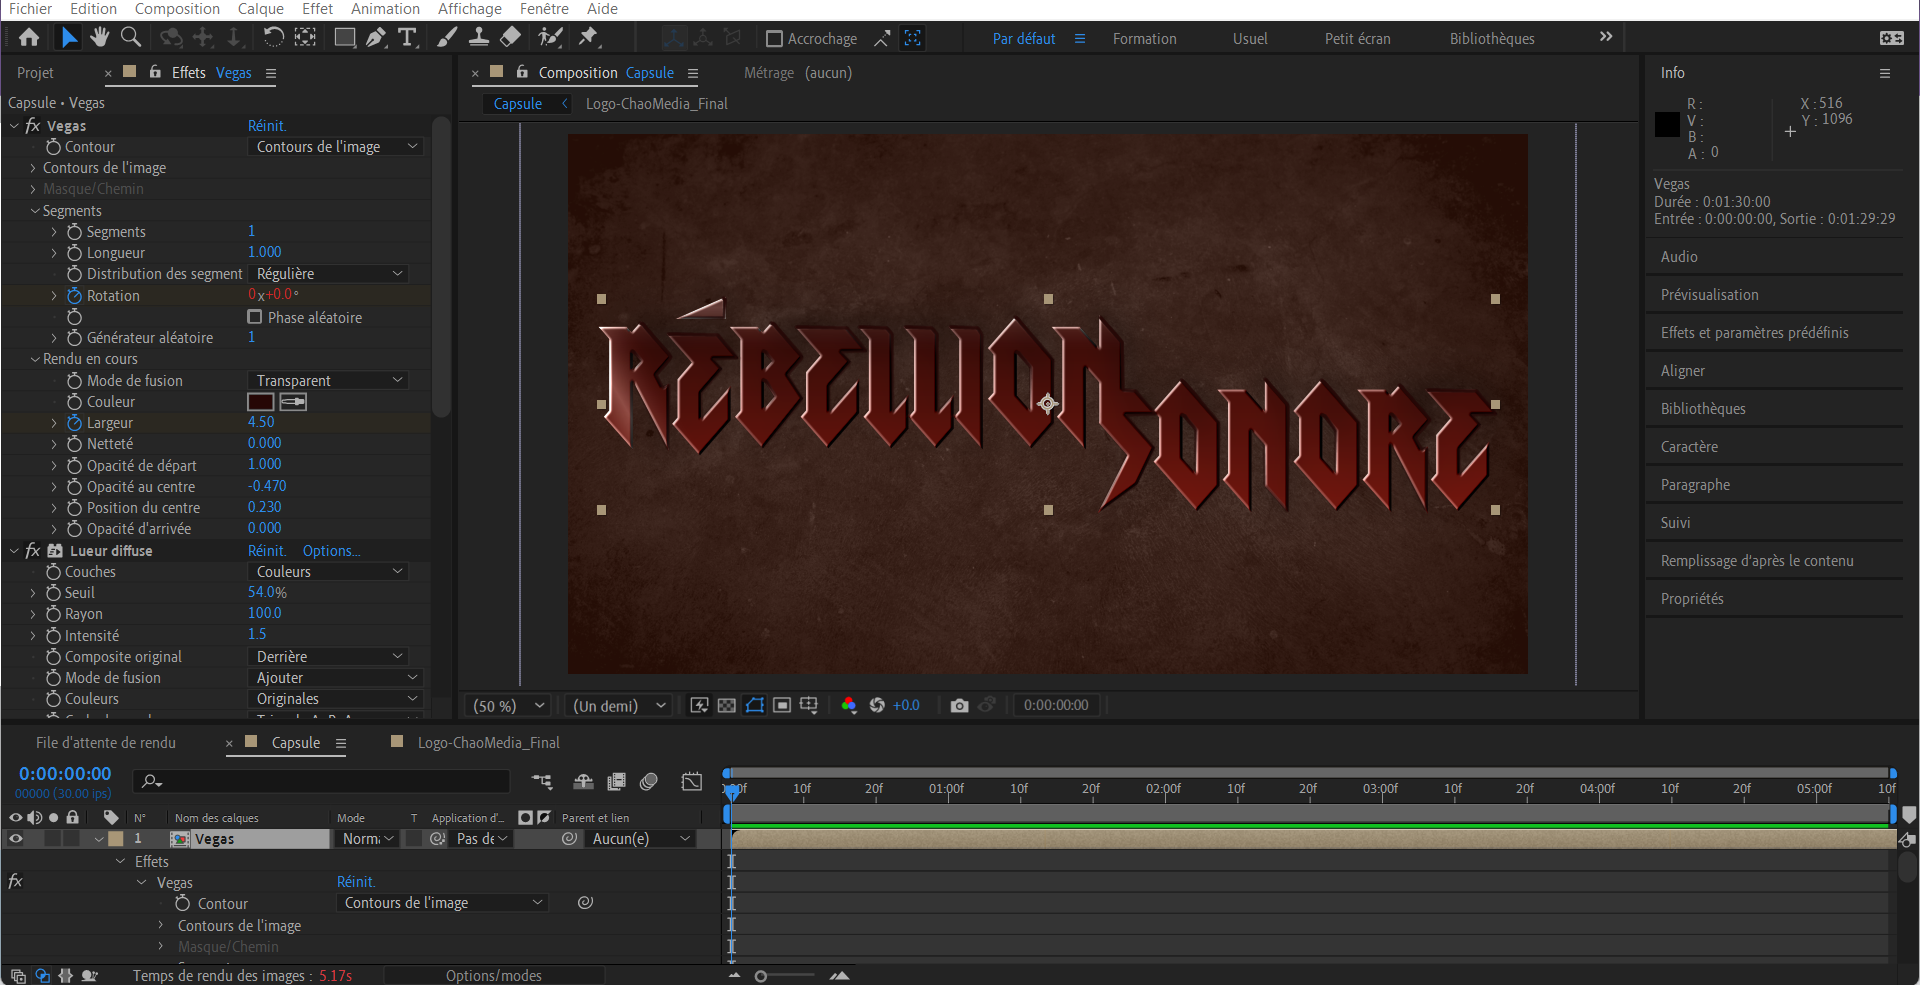 Fichier Edition Composition Calque Effet Animation Affichage Fenêtre Aide
Accrochage
Par défaut Formation Usuel Petit écran Bibliothèques
Projet
Effets Vegas
Capsule • Vegas
Vegas Réinit.
Contour Contours de l'image
Contours de l'image
Masque/Chemin
Segments
Segments 1
Longueur 1.000
Distribution des segment Régulière
Rotation 0x+0.0°
Phase aléatoire
Générateur aléatoire 1
Rendu en cours
Mode de fusion Transparent
Couleur
Largeur 4.50
Netteté 0.000
Opacité de départ 1.000
Opacité au centre -0.470
Position du centre 0.230
Opacité d'arrivée 0.000
Lueur diffuse Réinit. Options...
Couches Couleurs
Seuil 54.0%
Rayon 100.0
Intensité 1.5
Composite original Derrière
Mode de fusion Ajouter
Couleurs Originales
Composition Capsule
Métrage (aucun)
Capsule Logo-ChaoMedia_Final
RÉBELLION
SONORE
(50 %) (Un demi) +0.0 0:00:00:00
Info
R :
V :
B :
A : 0
X : 516
Y : 1096
Vegas
Durée : 0:01:30:00
Entrée : 0:00:00:00, Sortie : 0:01:29:29
Audio
Prévisualisation
Effets et paramètres prédéfinis
Aligner
Bibliothèques
Caractère
Paragraphe
Suivi
Remplissage d'après le contenu
Propriétés
File d'attente de rendu
Capsule
Logo-ChaoMedia_Final
0:00:00:00
00000 (30.00 ips)
10f 20f 01:00f 10f 20f 02:00f 10f 20f 03:00f 10f 20f 04:00f 10f 20f 05:00f 10f
N° Nom des calques Mode T Application d'... Parent et lien
1 Vegas Norm Pas de Aucun(e)
Effets
fx Vegas Réinit.
Contour Contours de l'image
Contours de l'image
Masque/Chemin
Temps de rendu des images : 5.17s Options/modes